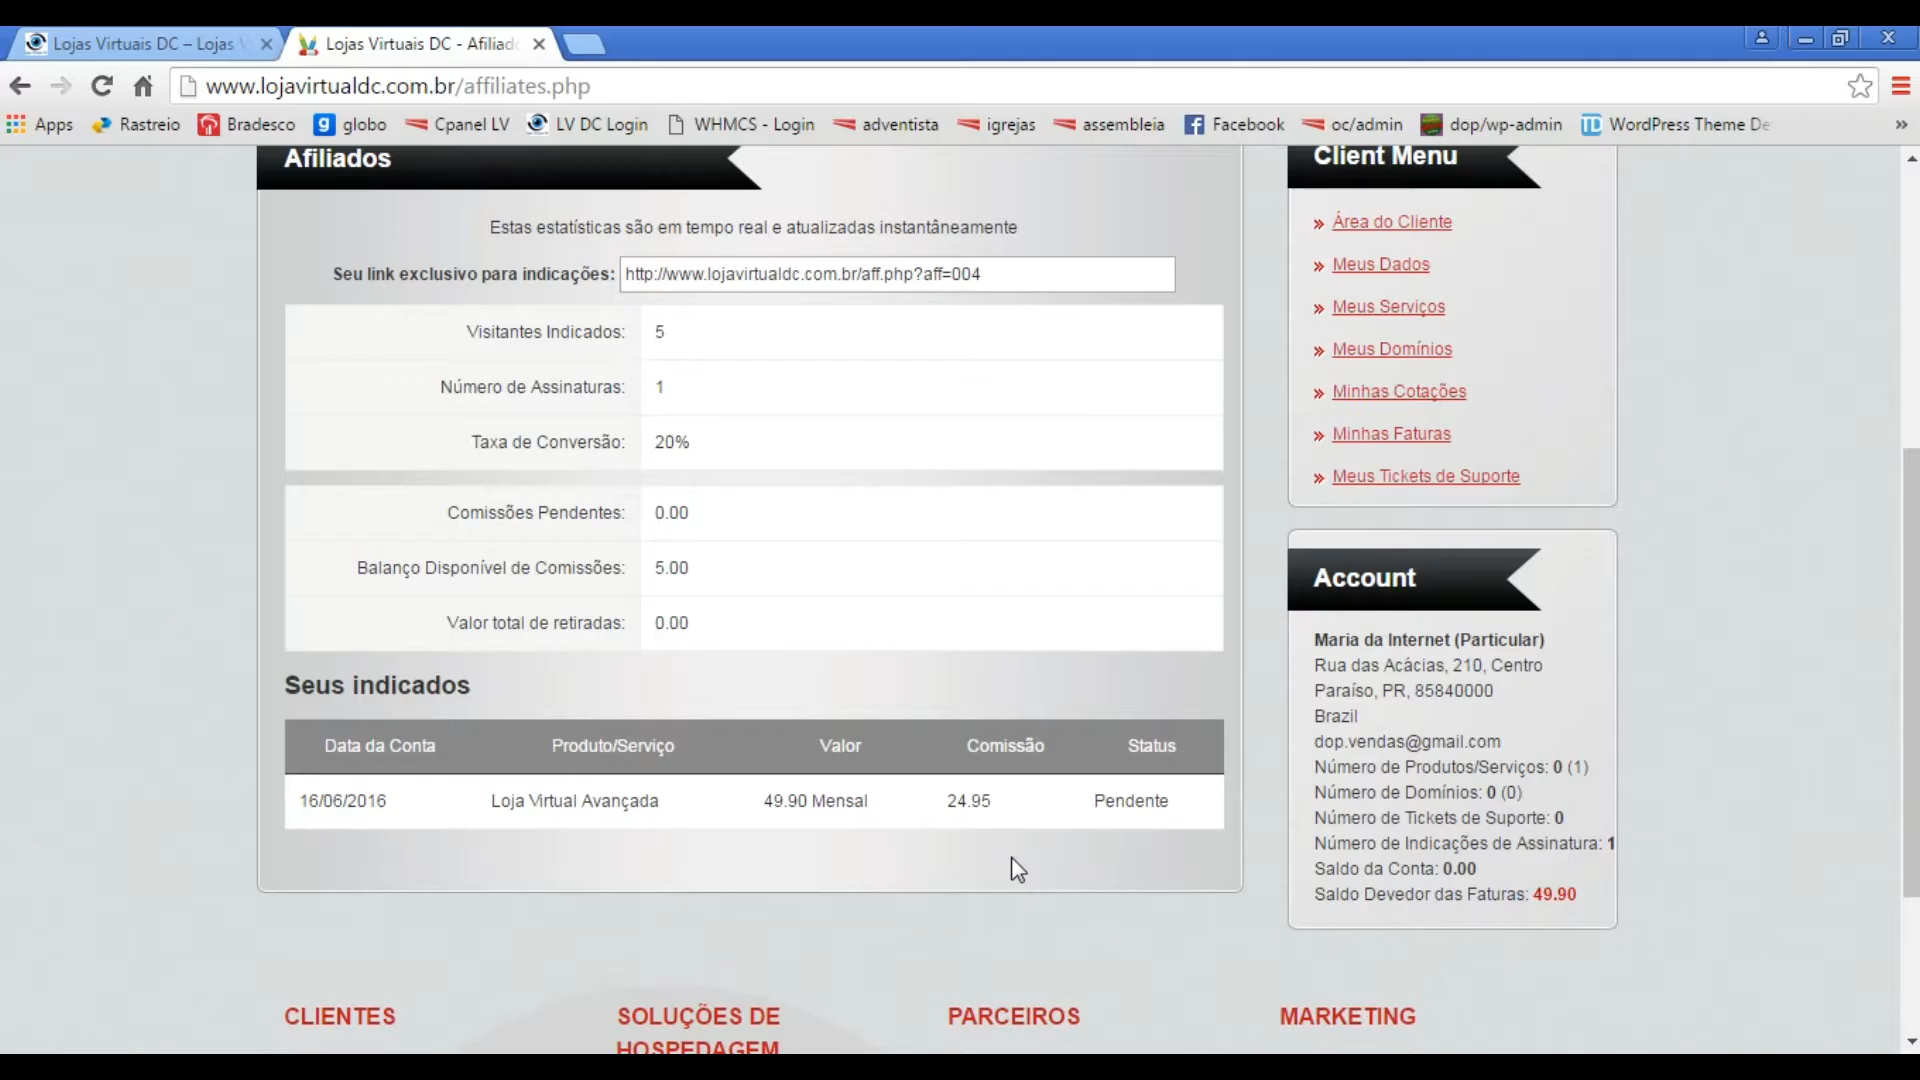 Lojas Virtuais DC – Lojas V
Lojas Virtuais DC - Afiliado
www.lojavirtualdc.com.br/affiliates.php
Apps Rastreio Bradesco globo Cpanel LV LV DC Login WHMCS - Login adventista igrejas assembleia Facebook oc/admin dop/wp-admin WordPress Theme De
Afiliados
Estas estatísticas são em tempo real e atualizadas instantâneamente
Seu link exclusivo para indicações: http://www.lojavirtualdc.com.br/aff.php?aff=004
Visitantes Indicados: 5
Número de Assinaturas: 1
Taxa de Conversão: 20%
Comissões Pendentes: 0.00
Balanço Disponível de Comissões: 5.00
Valor total de retiradas: 0.00
Seus indicados
Data da Conta Produto/Serviço Valor Comissão Status
16/06/2016 Loja Virtual Avançada 49.90 Mensal 24.95 Pendente
Client Menu
» Área do Cliente
» Meus Dados
» Meus Serviços
» Meus Domínios
» Minhas Cotações
» Minhas Faturas
» Meus Tickets de Suporte
Account
Maria da Internet (Particular)
Rua das Acácias, 210, Centro
Paraíso, PR, 85840000
Brazil
dop.vendas@gmail.com
Número de Produtos/Serviços: 0 (1)
Número de Domínios: 0 (0)
Número de Tickets de Suporte: 0
Número de Indicações de Assinatura: 1
Saldo da Conta: 0.00
Saldo Devedor das Faturas: 49.90
CLIENTES
SOLUÇÕES DE
HOSPEDAGEM
PARCEIROS
MARKETING